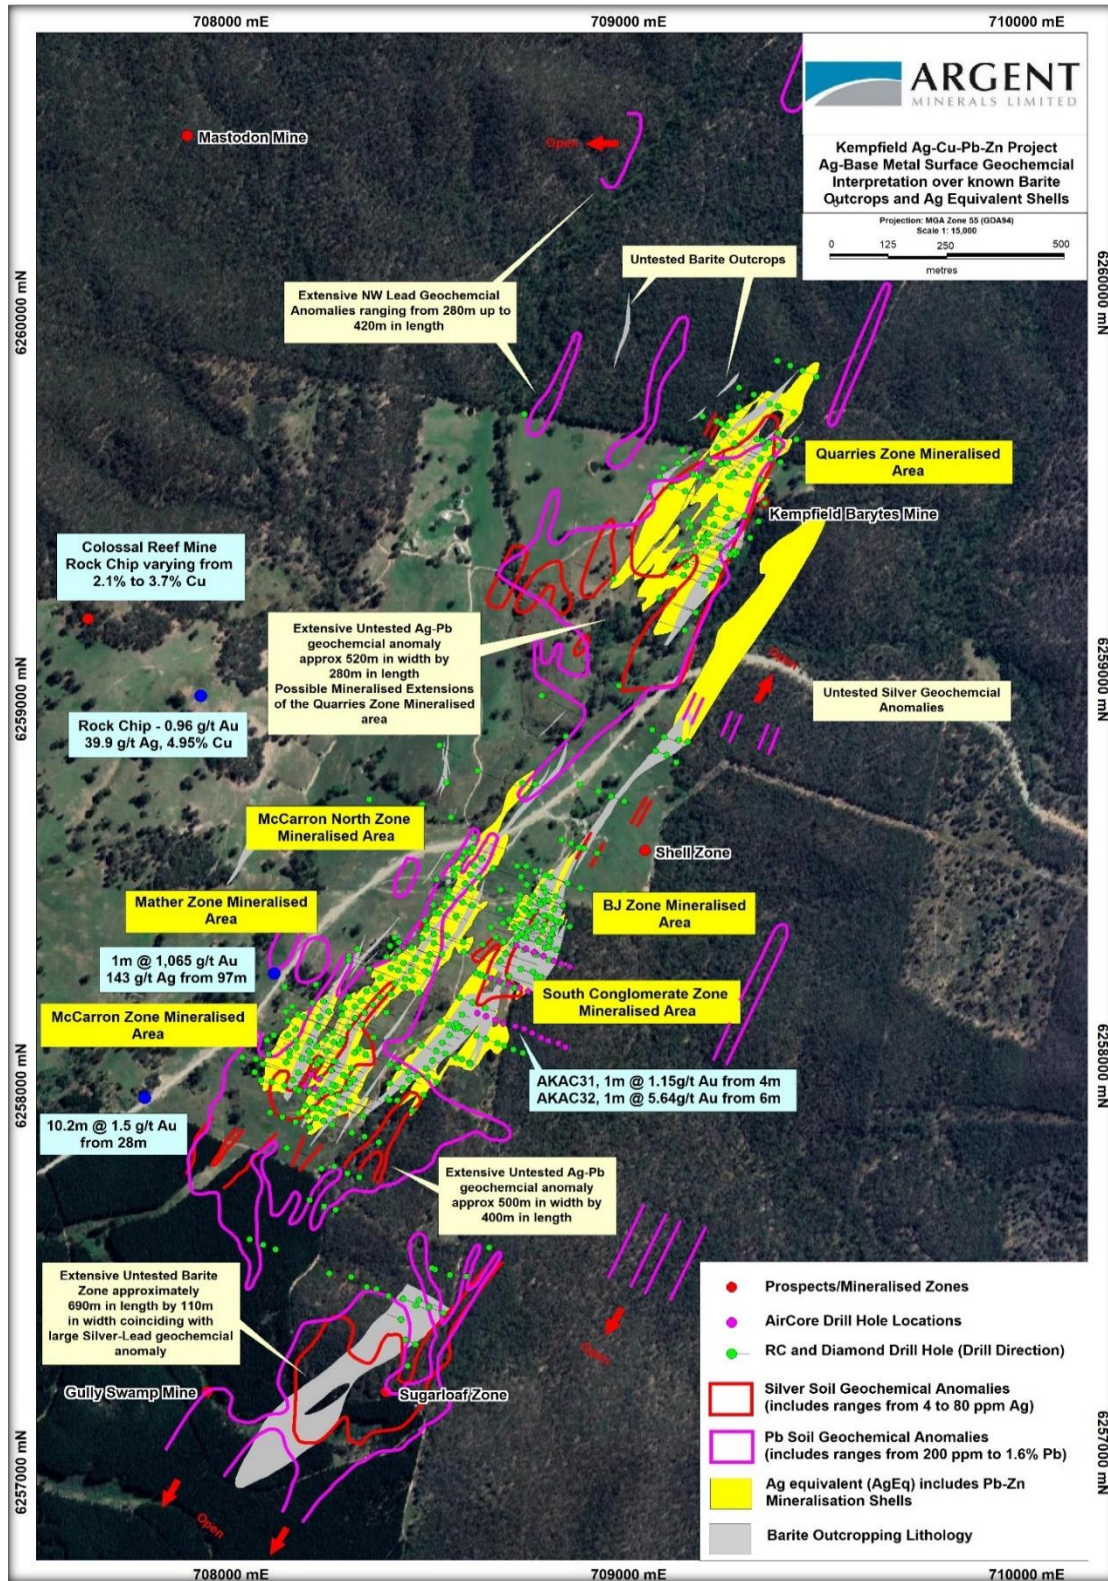 708000 mE
709000 mE
710000 mE
ARGENT
MINERALS LIMITED
Kempfield Ag-Cu-Pb-Zn Project
Ag-Base Metal Surface Geochemcial
Interpretation over known Barite
Outcrops and Ag Equivalent Shells
Projection: MGA Zone 55 (GDA94)
Scale 1: 15,000
0 125 250 500
metres
Mastodon Mine
Open
Untested Barite Outcrops
6260000 mN
6260000 mN
Extensive NW Lead Geochemcial
Anomalies ranging from 280m up to
420m in length
Quarries Zone Mineralised
Area
Kempfield Barytes Mine
Colossal Reef Mine
Rock Chip varying from
2.1% to 3.7% Cu
Extensive Untested Ag-Pb
geochemcial anomaly
approx 520m in width by
280m in length
Possible Mineralised Extensions
of the Quarries Zone Mineralised
area
Open
6259000 mN
6259000 mN
Untested Silver Geochemcial
Anomalies
Rock Chip - 0.96 g/t Au
39.9 g/t Ag, 4.95% Cu
McCarron North Zone
Mineralised Area
Shell Zone
Mather Zone Mineralised
Area
BJ Zone Mineralised
Area
1m @ 1,065 g/t Au
143 g/t Ag from 97m
South Conglomerate Zone
Mineralised Area
McCarron Zone Mineralised
Area
6258000 mN
6258000 mN
AKAC31, 1m @ 1.15g/t Au from 4m
AKAC32, 1m @ 5.64g/t Au from 6m
10.2m @ 1.5 g/t Au
from 28m
Extensive Untested Ag-Pb
geochemcial anomaly
approx 500m in width by
400m in length
Extensive Untested Barite
Zone approximately
690m in length by 110m
in width coinciding with
large Silver-Lead geochemcial
anomaly
Open
Gully Swamp Mine
Sugarloaf Zone
6257000 mN
6257000 mN
Open
Prospects/Mineralised Zones
AirCore Drill Hole Locations
RC and Diamond Drill Hole (Drill Direction)
Silver Soil Geochemical Anomalies
(includes ranges from 4 to 80 ppm Ag)
Pb Soil Geochemical Anomalies
(includes ranges from 200 ppm to 1.6% Pb)
Ag equivalent (AgEq) includes Pb-Zn
Mineralisation Shells
Barite Outcropping Lithology
708000 mE
709000 mE
710000 mE